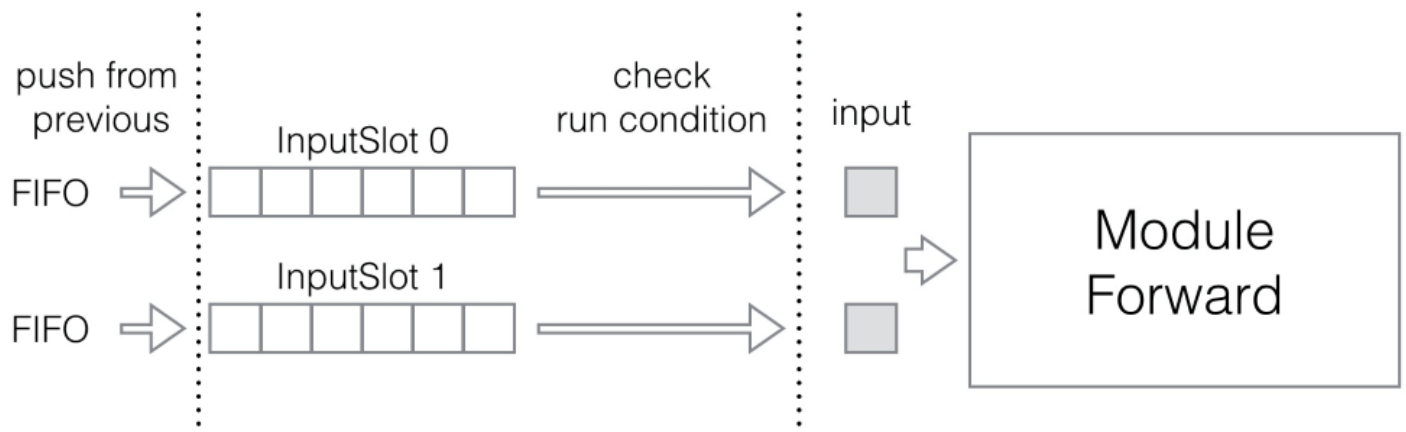 push from
previous
check
run condition
input
InputSlot 0
FIFO
Module
Forward
InputSlot 1
FIFO